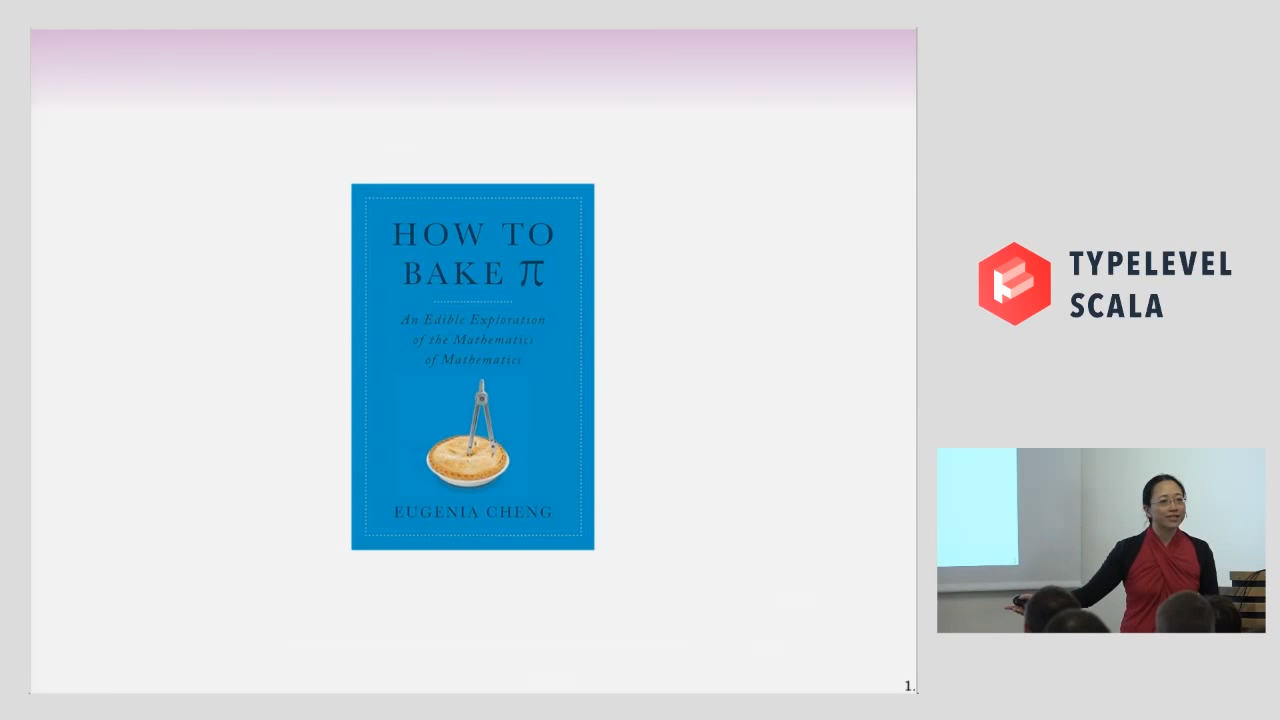 HOW TO
BAKE π
An Edible Exploration
of the Mathematics
of Mathematics
EUGENIA CHENG
1.
TYPELEVEL
SCALA